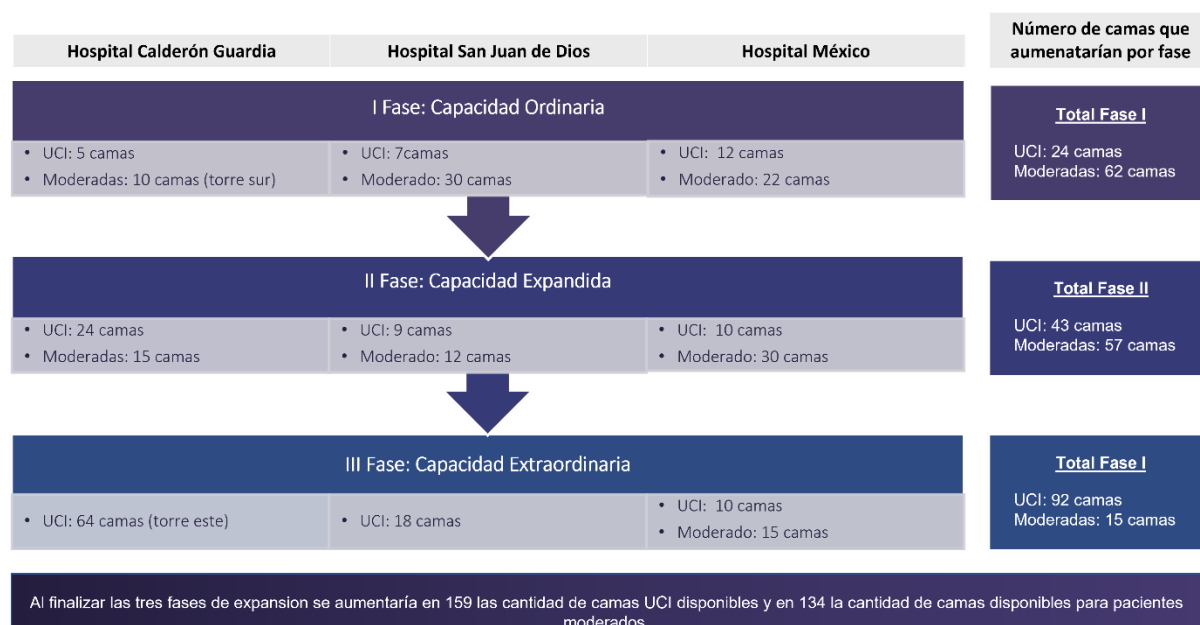 Hospital Calderón Guardia
Hospital San Juan de Dios
Hospital México
Número de camas que
aumenatarían por fase
I Fase: Capacidad Ordinaria
• UCI: 5 camas
• Moderadas: 10 camas (torre sur)
• UCI: 7camas
• Moderado: 30 camas
• UCI: 12 camas
• Moderado: 22 camas
Total Fase I
UCI: 24 camas
Moderadas: 62 camas
II Fase: Capacidad Expandida
• UCI: 24 camas
• Moderadas: 15 camas
• UCI: 9 camas
• Moderado: 12 camas
• UCI: 10 camas
• Moderado: 30 camas
Total Fase II
UCI: 43 camas
Moderadas: 57 camas
III Fase: Capacidad Extraordinaria
• UCI: 64 camas (torre este)
• UCI: 18 camas
• UCI: 10 camas
• Moderado: 15 camas
Total Fase I
UCI: 92 camas
Moderadas: 15 camas
Al finalizar las tres fases de expansion se aumentaría en 159 las cantidad de camas UCI disponibles y en 134 la cantidad de camas disponibles para pacientes
moderados